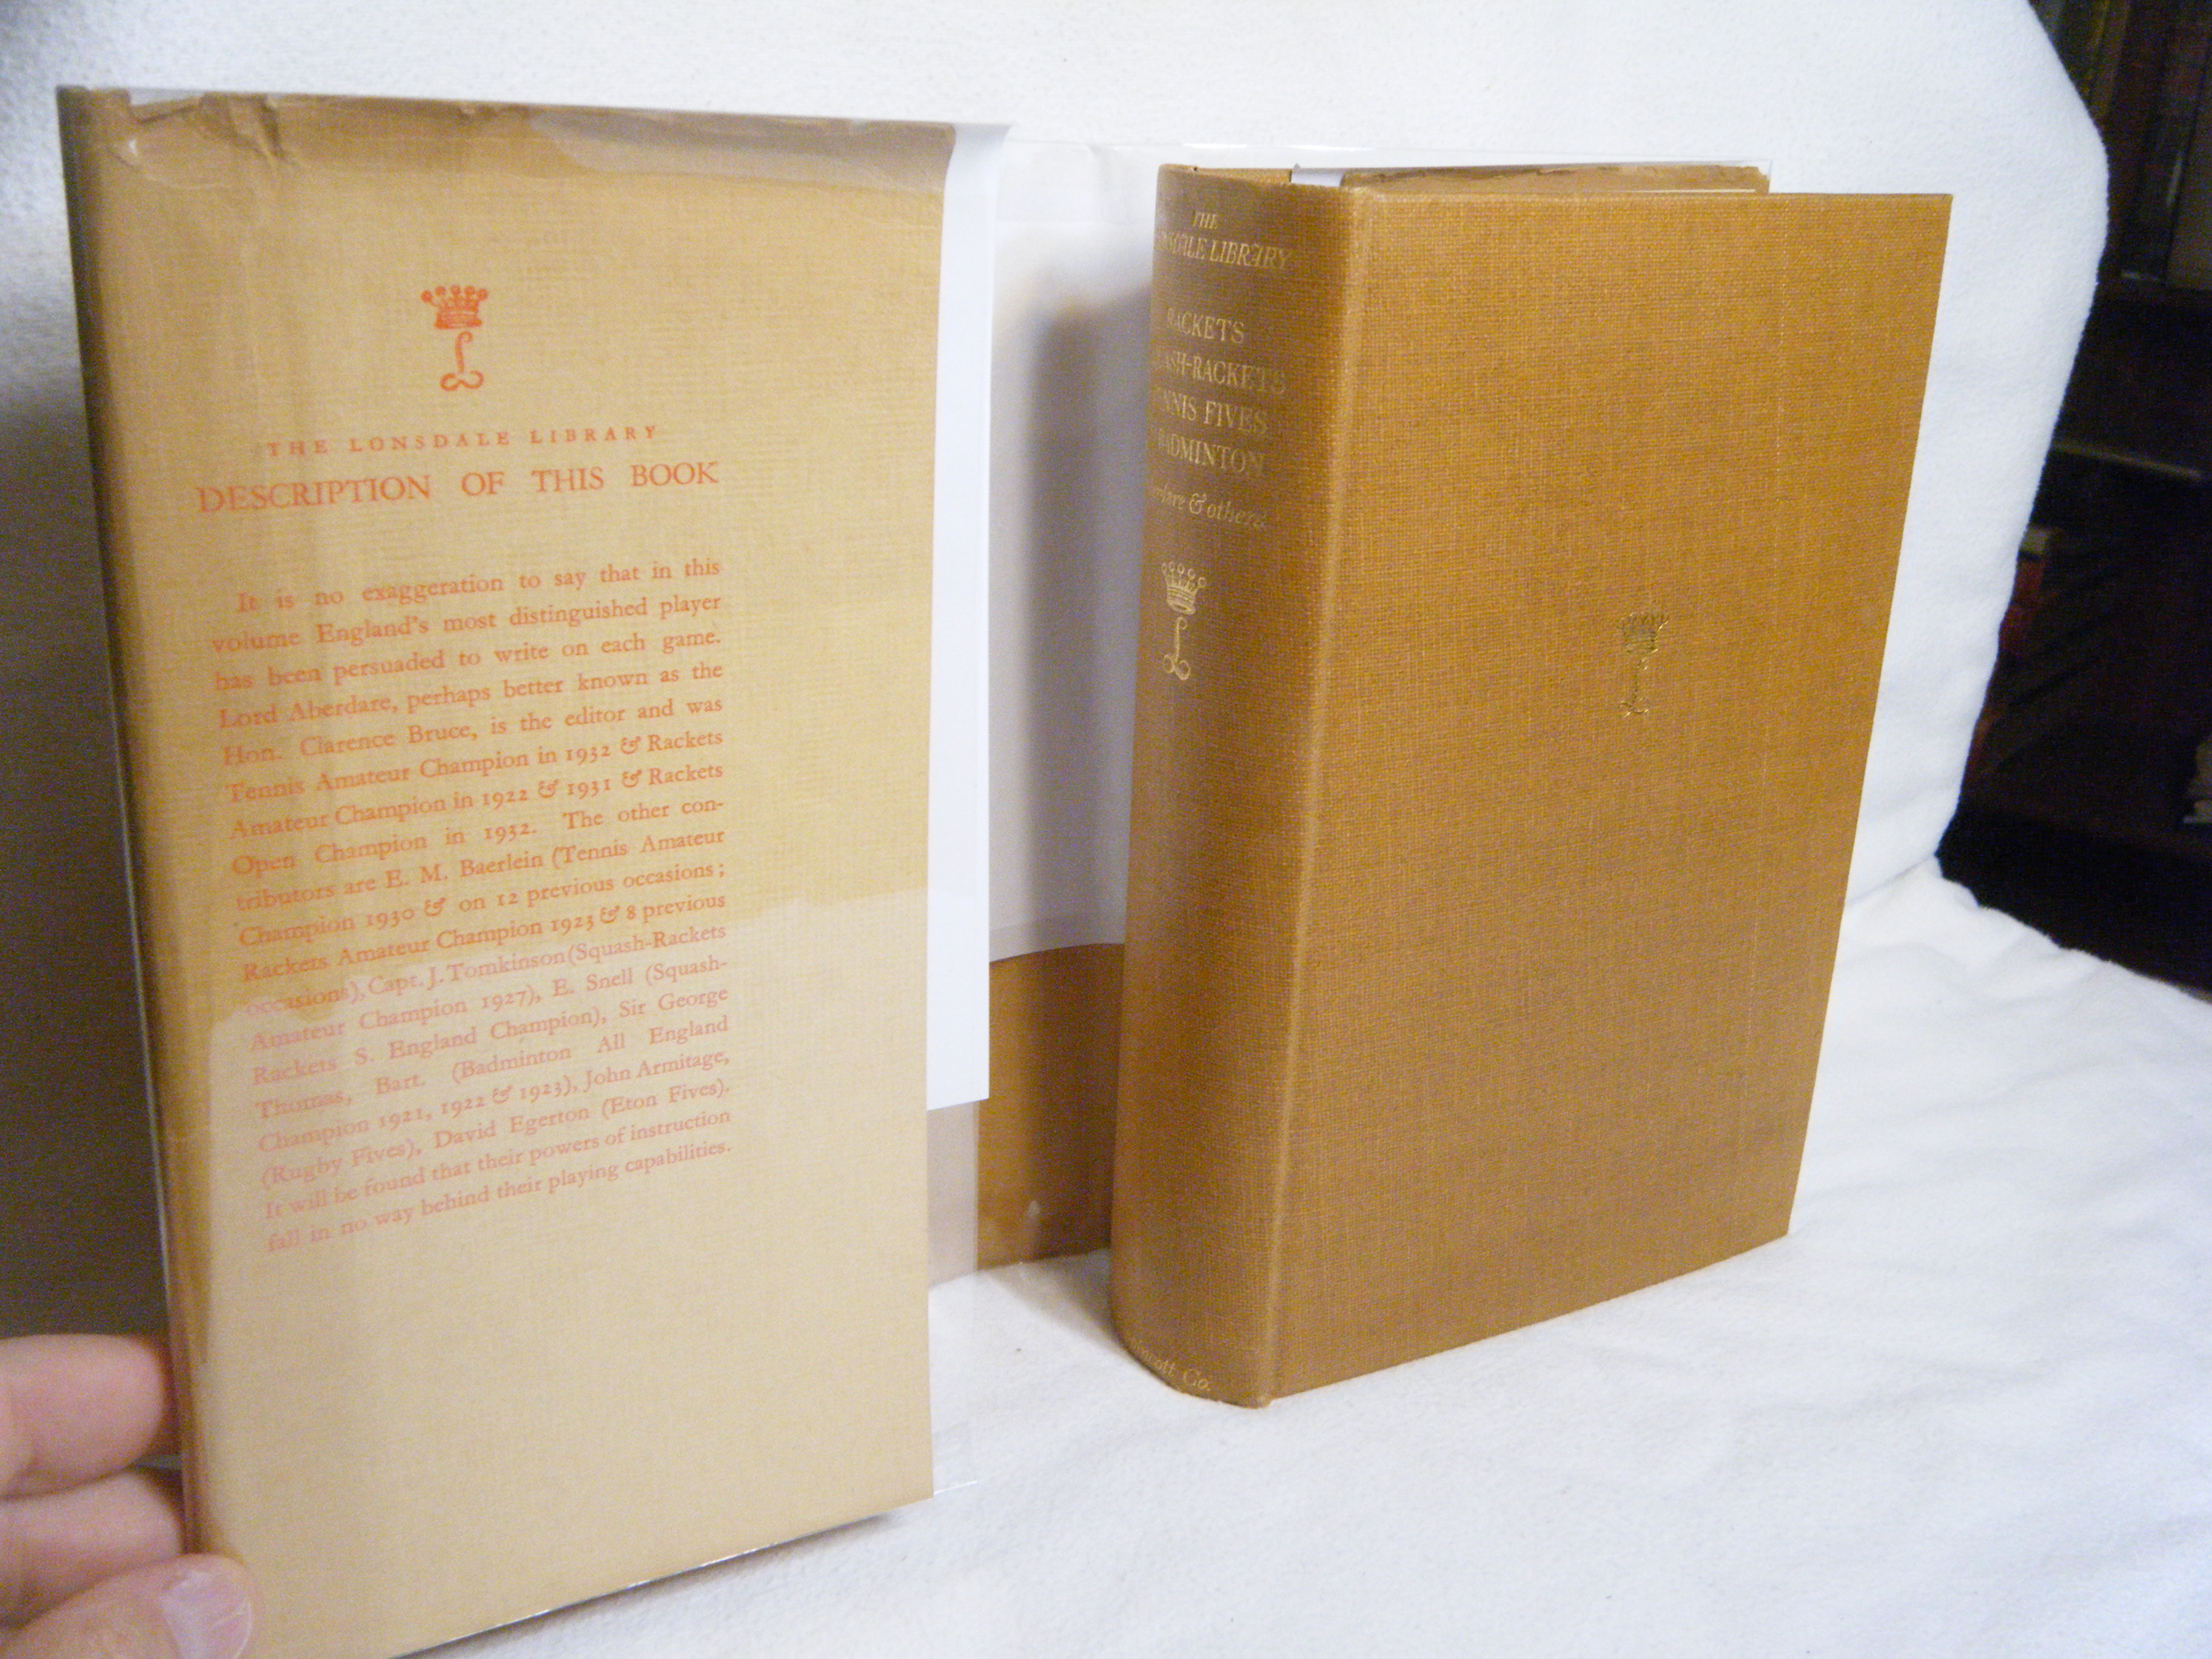 THE LONSDALE LIBRARY
DESCRIPTION OF THIS BOOK
It is no exaggeration to say that in this
volume England's most distinguished player
has been persuaded to write on each game.
Lord Aberdare, perhaps better known as the
Hon. Clarence Bruce, is the editor and was
Tennis Amateur Champion in 1932 & Rackets
Amateur Champion in 1922 & 1931 & Rackets
Open Champion in 1932. The other con-
tributors are E. M. Baerlein (Tennis Amateur
Champion 1930 & on 12 previous occasions;
Rackets Amateur Champion 1923 & 8 previous
occasions), Capt. J. Tomkinson (Squash-Rackets
Amateur Champion 1927), E. Snell (Squash-
Rackets S. England Champion), Sir George
Thomas, Bart. (Badminton All England
Champion 1921, 1922 & 1923), John Armitage,
(Rugby Fives), David Egerton (Eton Fives).
It will be found that their powers of instruction
fall in no way behind their playing capabilities.
THE
LIBRARY
RACKETS
-RACKETS
FIVES
BADMINTON
& others
L
Co.